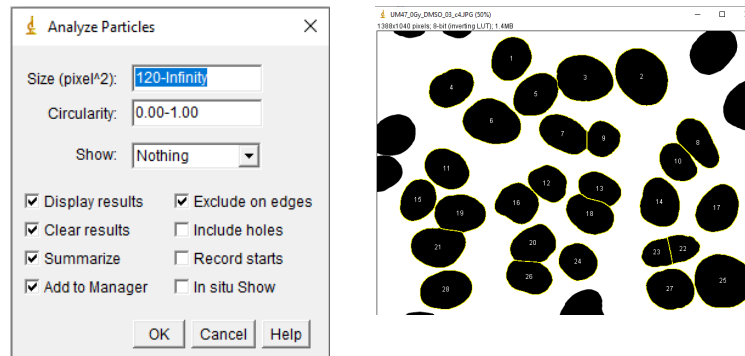 Analyze Particles
Size (pixel^2): 120-Infinity
Circularity: 0.00-1.00
Show: Nothing
Display results Exclude on edges
Clear results Include holes
Summarize Record starts
Add to Manager In situ Show
OK Cancel Help
UM47_0Gy_DMSO_03_c4.JPG (50%)
1388x1040 pixels; 8-bit (inverting LUT); 1.4MB
1
2
3
4
5
6
7
9
8
10
11
12
13
15
16
14
17
19
18
20
21
23 22
24
25
26
27
28